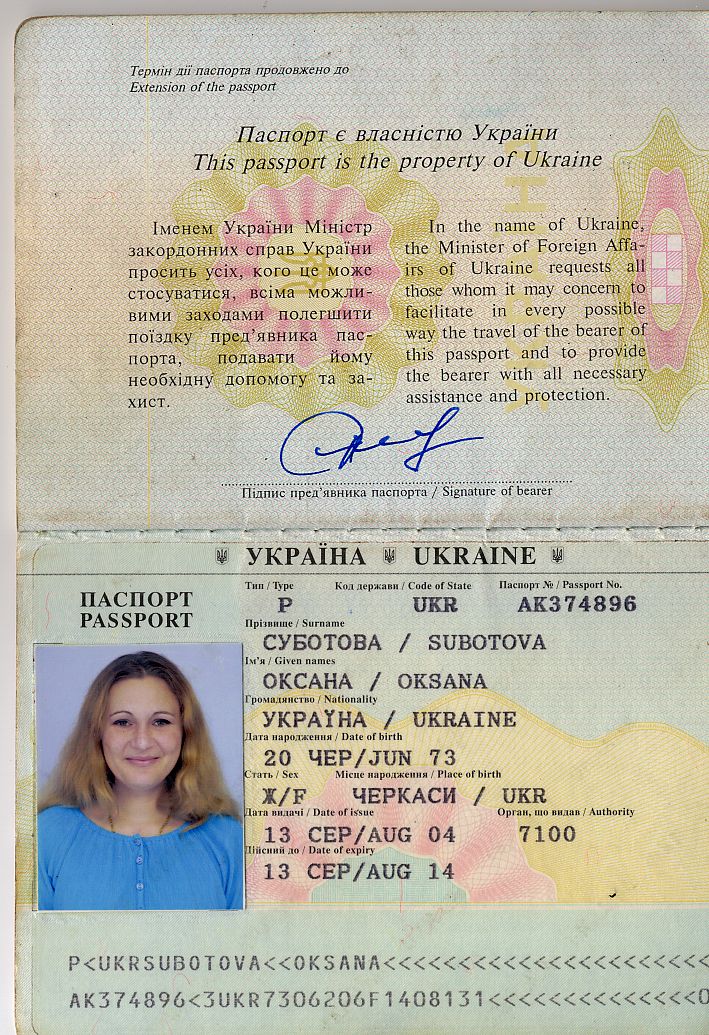 Термін дії паспорта продовжено до
Extension of the passport
Паспорт є власністю України
This passport is the property of Ukraine
Іменем України Міністр
закордонних справ України
просить усіх, кого це може
стосуватися, всіма можли-
вими заходами полегшити
поїздку пред'явника пас-
порта, подавати йому
необхідну допомогу та за-
хист.
In the name of Ukraine,
the Minister of Foreign Affa-
irs of Ukraine requests all
those whom it may concern to
facilitate in every possible
way the travel of the bearer of
this passport and to provide
the bearer with all necessary
assistance and protection.
Підпис пред'явника паспорта / Signature of bearer
УКРАЇНА UKRAINE
ПАСПОРТ
PASSPORT
Тип / Type Код держави / Code of State Паспорт № / Passport No.
P UKR AK374896
Прізвище / Surname
СУБОТОВА / SUBOTOVA
Ім'я / Given names
ОКСАНА / OKSANA
Громадянство / Nationality
УКРАЇНА / UKRAINE
Дата народження / Date of birth
20 ЧЕР/JUN 73
Стать / Sex Місце народження / Place of birth
Ж/F ЧЕРКАСИ / UKR
Дата видачі / Date of issue Орган, що видав / Authority
13 СЕР/AUG 04 7100
Дійсний до / Date of expiry
13 СЕР/AUG 14
P<UKRSUBOTOVA<<OKSANA<<<<<<<<<<<<<<<<<<<<<<
AK374896<3UKR7306206F1408131<<<<<<<<<<<<<<0